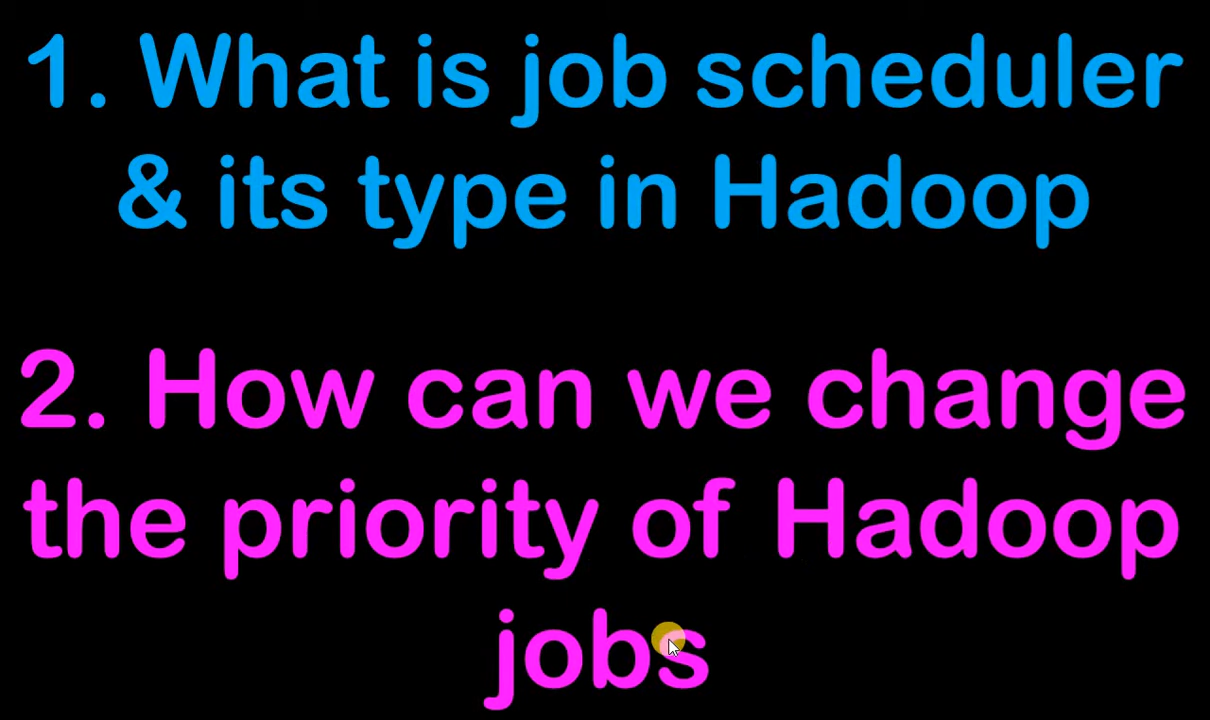 1. What is job scheduler
& its type in Hadoop
2. How can we change
the priority of Hadoop
jobs